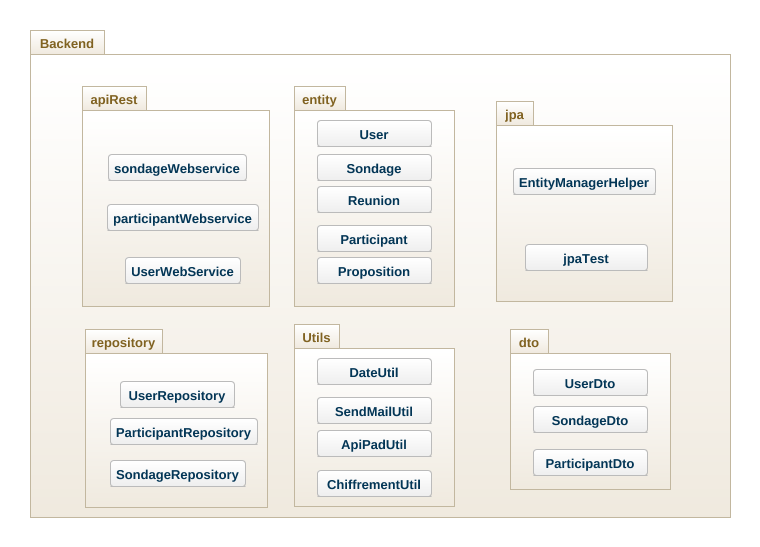 Backend
apiRest
sondageWebservice
participantWebservice
UserWebService
entity
User
Sondage
Reunion
Participant
Proposition
jpa
EntityManagerHelper
jpaTest
repository
UserRepository
ParticipantRepository
SondageRepository
Utils
DateUtil
SendMailUtil
ApiPadUtil
ChiffrementUtil
dto
UserDto
SondageDto
ParticipantDto